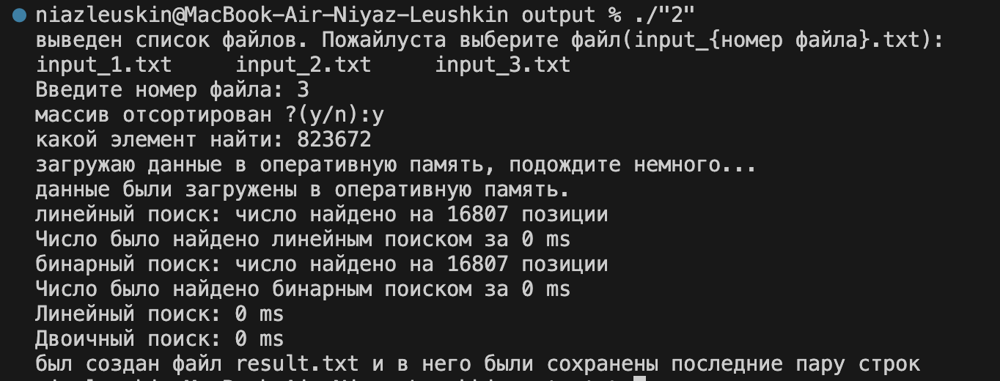 niazleuskin@MacBook-Air-Niyaz-Leushkin output % ./"2"
выведен список файлов. Пожайлуста выберите файл(input_{номер файла}.txt):
input_1.txt     input_2.txt     input_3.txt
Введите номер файла: 3
массив отсортирован ?(y/n):y
какой элемент найти: 823672
загружаю данные в оперативную память, подождите немного...
данные были загружены в оперативную память.
линейный поиск: число найдено на 16807 позиции
Число было найдено линейным поиском за 0 ms
бинарный поиск: число найдено на 16807 позиции
Число было найдено бинарным поиском за 0 ms
Линейный поиск: 0 ms
Двоичный поиск: 0 ms
был создан файл result.txt и в него были сохранены последние пару строк